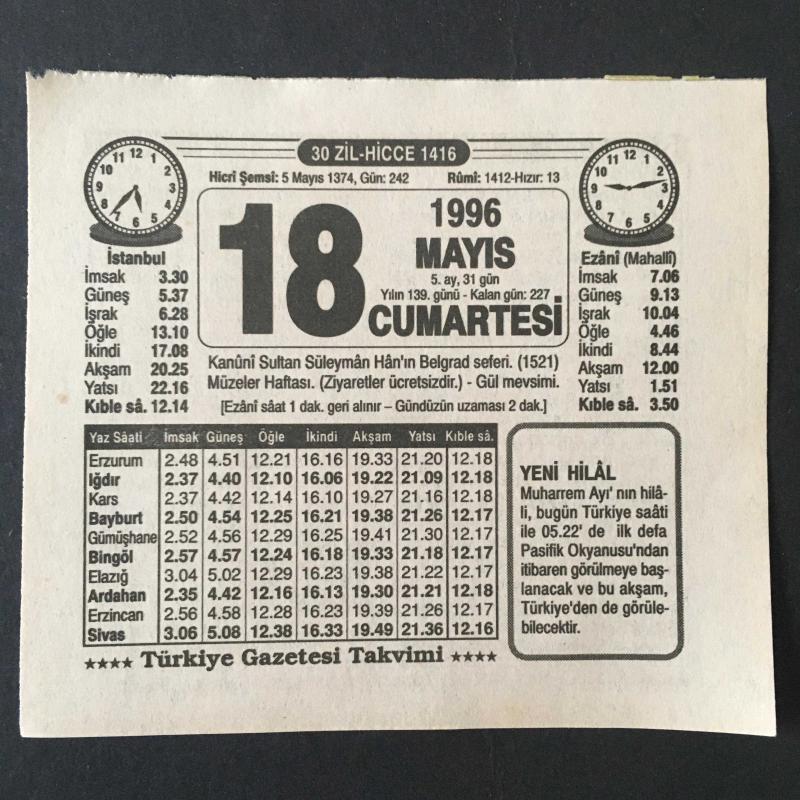 30 ZİL-HİCCE 1416
Hicrî Şemsî: 5 Mayıs 1374, Gün: 242 Rûmî: 1412-Hızır: 13
11 12 1
10 2
9 3
8 4
7 6 5
İstanbul
İmsak 3.30
Güneş 5.37
İşrak 6.28
Öğle 13.10
İkindi 17.08
Akşam 20.25
Yatsı 22.16
Kıble sâ. 12.14
18
1996
MAYIS
5. ay, 31 gün
Yılın 139. günü - Kalan gün: 227
CUMARTESİ
Kanûnî Sultan Süleymân Hân'ın Belgrad seferi. (1521)
Müzeler Haftası. (Ziyaretler ücretsizdir.) - Gül mevsimi.
[Ezânî sâat 1 dak. geri alınır – Gündüzün uzaması 2 dak.]
11 12 1
10 2
9 3
8 4
7 6 5
Ezânî (Mahallî)
İmsak 7.06
Güneş 9.13
İşrak 10.04
Öğle 4.46
İkindi 8.44
Akşam 12.00
Yatsı 1.51
Kıble sâ. 3.50
Yaz Sâati İmsak Güneş Öğle İkindi Akşam Yatsı Kıble sâ.
Erzurum 2.48 4.51 12.21 16.16 19.33 21.20 12.18
Iğdır 2.37 4.40 12.10 16.06 19.22 21.09 12.18
Kars 2.37 4.42 12.14 16.10 19.27 21.16 12.18
Bayburt 2.50 4.54 12.25 16.21 19.38 21.26 12.17
Gümüşhane 2.52 4.56 12.29 16.25 19.41 21.30 12.17
Bingöl 2.57 4.57 12.24 16.18 19.33 21.18 12.17
Elazığ 3.04 5.02 12.29 16.23 19.38 21.22 12.17
Ardahan 2.35 4.42 12.16 16.13 19.30 21.21 12.18
Erzincan 2.56 4.58 12.28 16.23 19.39 21.26 12.17
Sivas 3.06 5.08 12.38 16.33 19.49 21.36 12.16
★★★★ Türkiye Gazetesi Takvimi ★★★★
YENİ HİLÂL
Muharrem Ayı' nın hilâ-
li, bugün Türkiye saâti
ile 05.22' de ilk defa
Pasifik Okyanusu'ndan
itibaren görülmeye baş-
lanacak ve bu akşam,
Türkiye'den de görüle-
bilecektir.